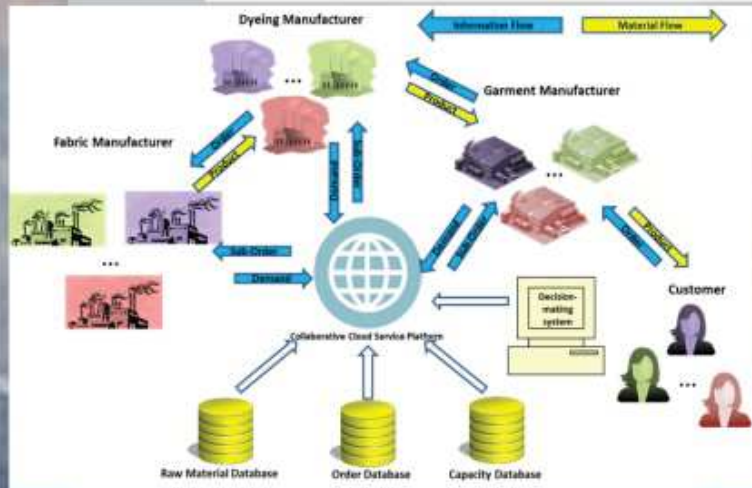 Dyeing Manufacturer
Information Flow
Material Flow
...
Order
Product
Garment Manufacturer
Fabric Manufacturer
Order
Product
Demand
Sub-Order
...
Sub-Order
Demand
...
Demand
Sub-Order
Product
Order
Customer
Decision-
mating
system
Collaborative Cloud Service Platform
...
Raw Material Database
Order Database
Capacity Database